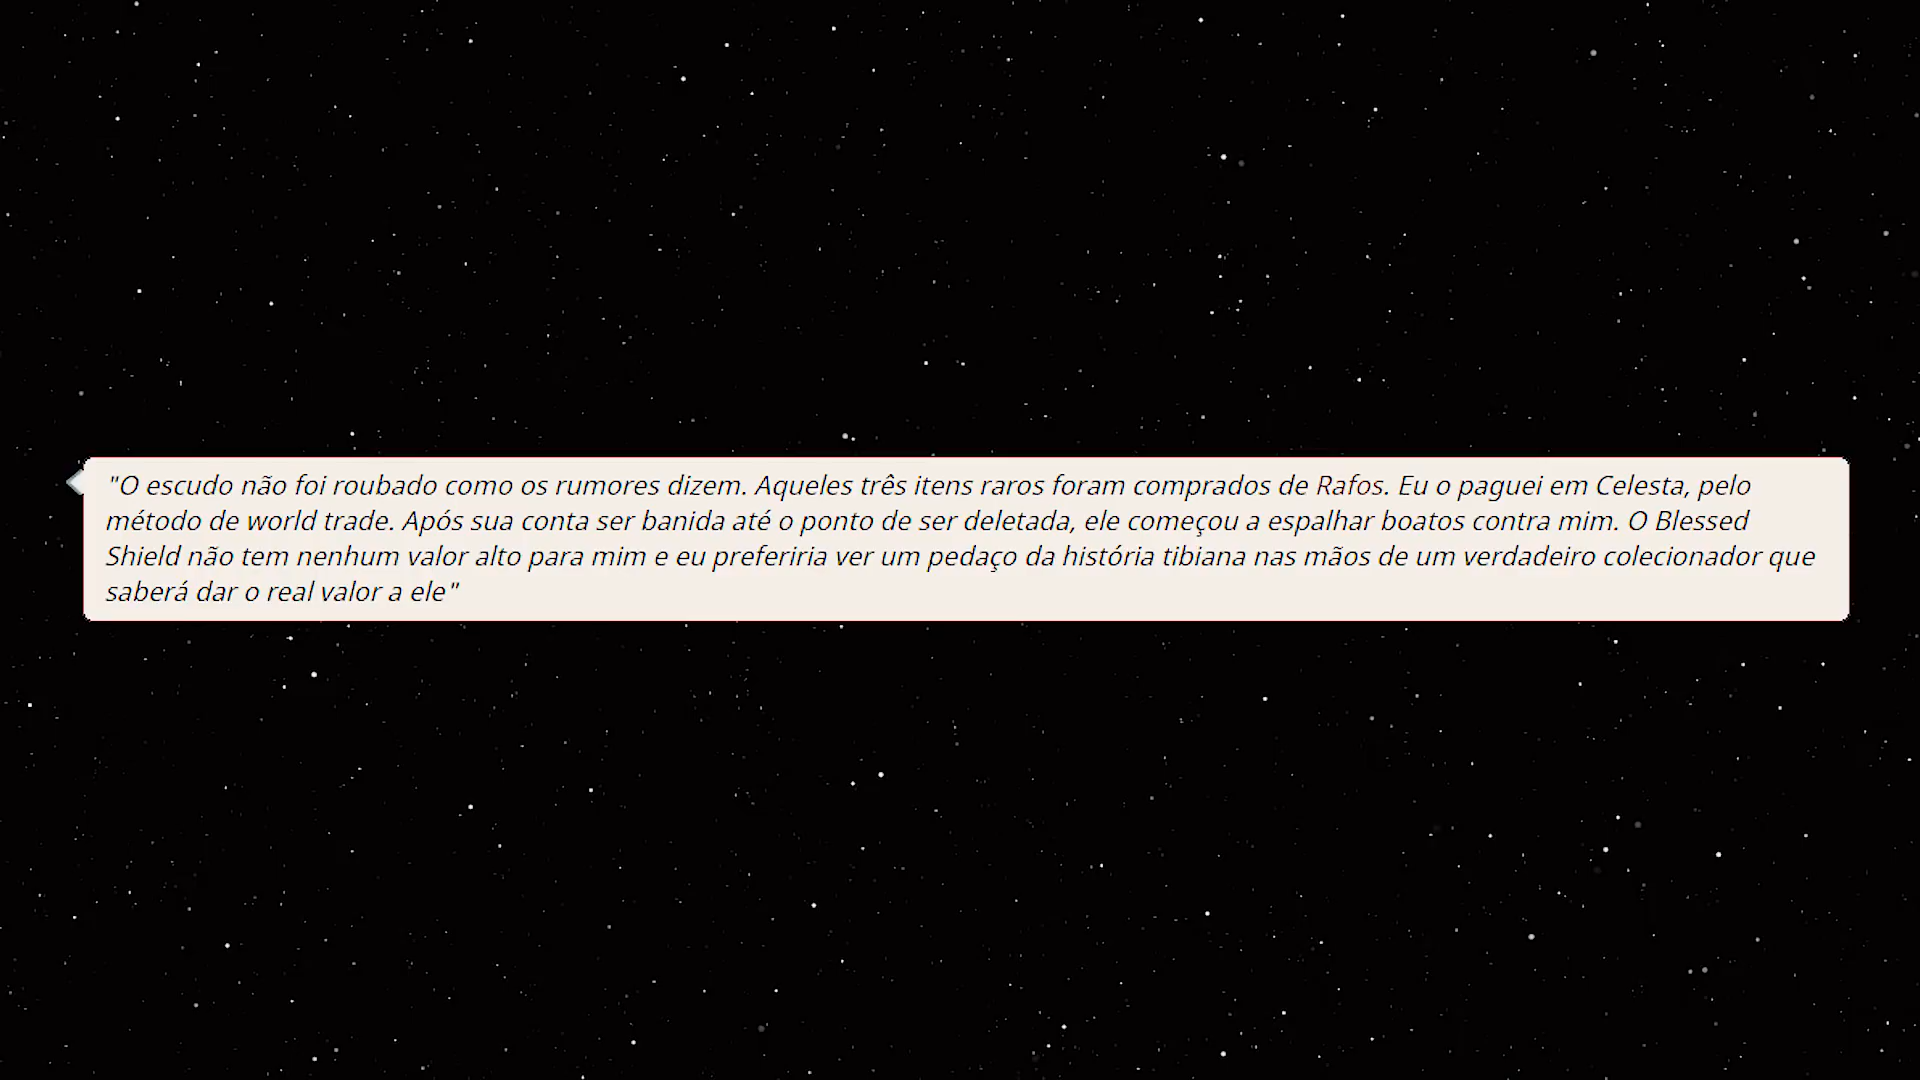 "O escudo não foi roubado como os rumores dizem. Aqueles três itens raros foram comprados de Rafos. Eu o paguei em Celesta, pelo
método de world trade. Após sua conta ser banida até o ponto de ser deletada, ele começou a espalhar boatos contra mim. O Blessed
Shield não tem nenhum valor alto para mim e eu preferiria ver um pedaço da história tibiana nas mãos de um verdadeiro colecionador que
saberá dar o real valor a ele"